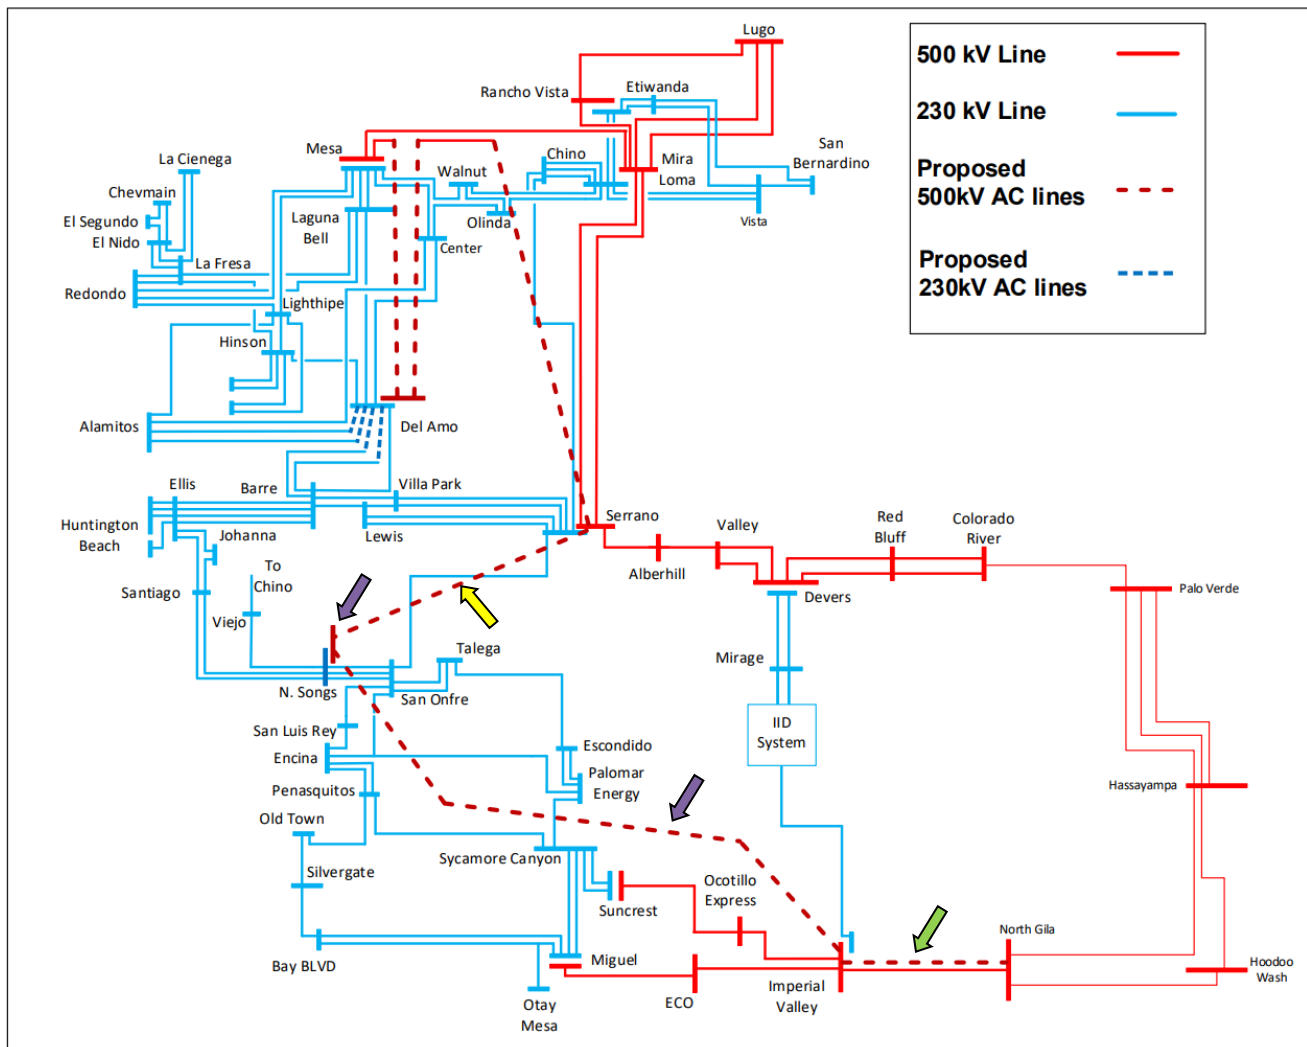 Lugo
500 kV Line
Rancho Vista
Etiwanda
230 kV Line
Mesa
La Cienega
Walnut
Chino
Mira
Loma
San
Bernardino
Proposed
500kV AC lines
Chevmain
El Segundo
El Nido
Laguna
Bell
Olinda
Vista
Center
La Fresa
Redondo
Proposed
230kV AC lines
Lighthipe
Hinson
Alamitos
Del Amo
Ellis
Barre
Villa Park
Huntington
Beach
Johanna
Lewis
Serrano
Valley
Red
Bluff
Colorado
River
To
Chino
Alberhill
Santiago
Viejo
Devers
Palo Verde
Talega
Mirage
N. Songs
San Onfre
San Luis Rey
IID
System
Encina
Escondido
Palomar
Energy
Penasquitos
Hassayampa
Old Town
Sycamore Canyon
Silvergate
Ocotillo
Express
Suncrest
North Gila
Bay BLVD
Miguel
Imperial
Valley
Hoodoo
Wash
ECO
Otay
Mesa